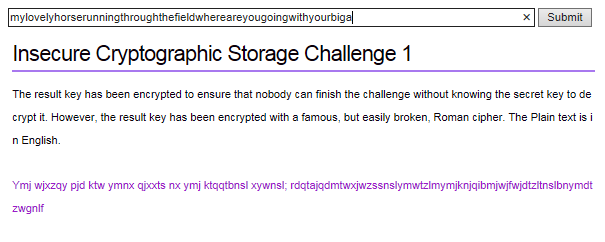 mylovelyhorserunningthroughthefieldwhereareyougoingwithyourbiga × Submit
Insecure Cryptographic Storage Challenge 1
The result key has been encrypted to ensure that nobody can finish the challenge without knowing the secret key to de
crypt it. However, the result key has been encrypted with a famous, but easily broken, Roman cipher. The Plain text is i
n English.
Ymj wjxzqy pjd ktw ymnx qjxxts nx ymj ktqqtbnsl xywnsl; rdqtajqdmtwxjwzssnslymwtzlmymjknjqibmjwjfwjdtzltnslbnymdt
zwgnlf